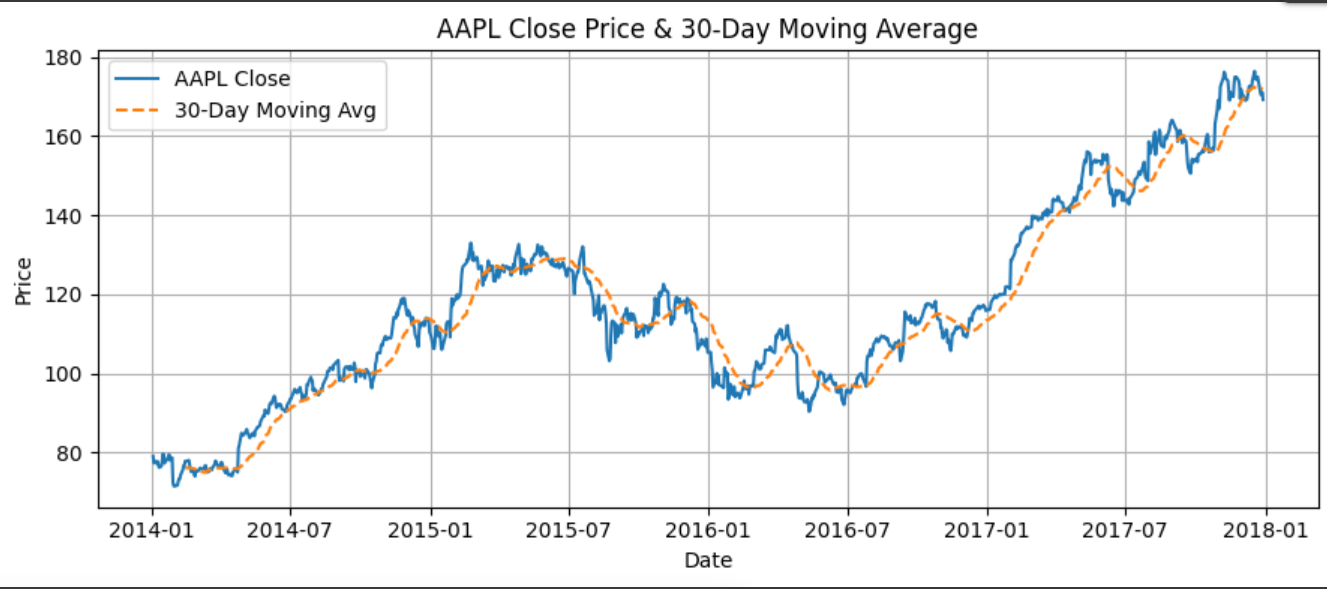 AAPL Close Price & 30-Day Moving Average
180
160
140
120
100
80
Price
AAPL Close
30-Day Moving Avg
2014-01 2014-07 2015-01 2015-07 2016-01 2016-07 2017-01 2017-07 2018-01
Date